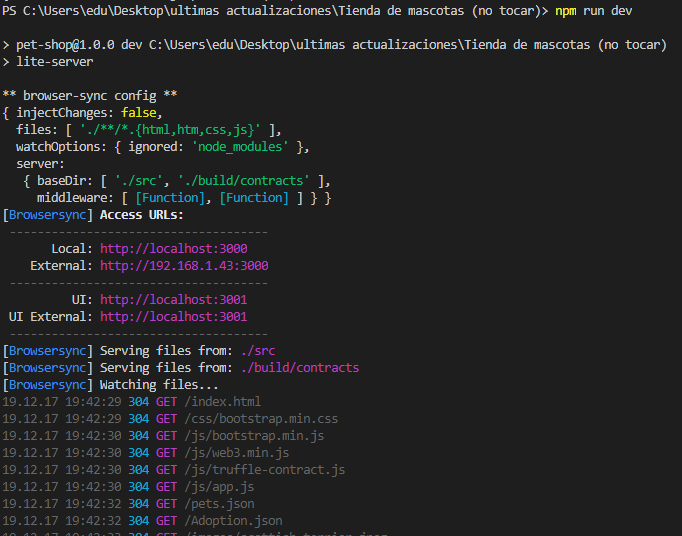 PS C:\Users\edu\Desktop\ultimas actualizaciones\Tienda de mascotas (no tocar)> npm run dev
> pet-shop@1.0.0 dev C:\Users\edu\Desktop\ultimas actualizaciones\Tienda de mascotas (no tocar)
> lite-server
** browser-sync config **
{ injectChanges: false,
  files: [ './**/*.{html,htm,css,js}' ],
  watchOptions: { ignored: 'node_modules' },
  server:
   { baseDir: [ './src', './build/contracts' ],
     middleware: [ [Function], [Function] ] } }
[Browsersync] Access URLs:
 -----------------------------------
       Local: http://localhost:3000
    External: http://192.168.1.43:3000
 -----------------------------------
          UI: http://localhost:3001
 UI External: http://localhost:3001
 -----------------------------------
[Browsersync] Serving files from: ./src
[Browsersync] Serving files from: ./build/contracts
[Browsersync] Watching files...
19.12.17 19:42:29 304 GET /index.html
19.12.17 19:42:29 304 GET /css/bootstrap.min.css
19.12.17 19:42:30 304 GET /js/bootstrap.min.js
19.12.17 19:42:30 304 GET /js/web3.min.js
19.12.17 19:42:30 304 GET /js/truffle-contract.js
19.12.17 19:42:30 304 GET /js/app.js
19.12.17 19:42:32 304 GET /pets.json
19.12.17 19:42:32 304 GET /Adoption.json